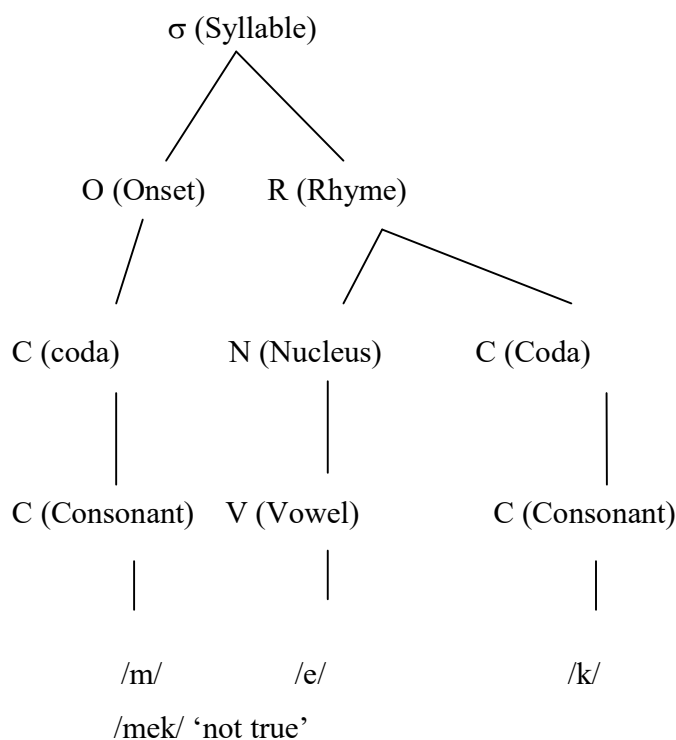 σ (Syllable)
O (Onset) R (Rhyme)
C (coda) N (Nucleus) C (Coda)
C (Consonant) V (Vowel) C (Consonant)
/m/ /e/ /k/
/mek/ ‘not true’